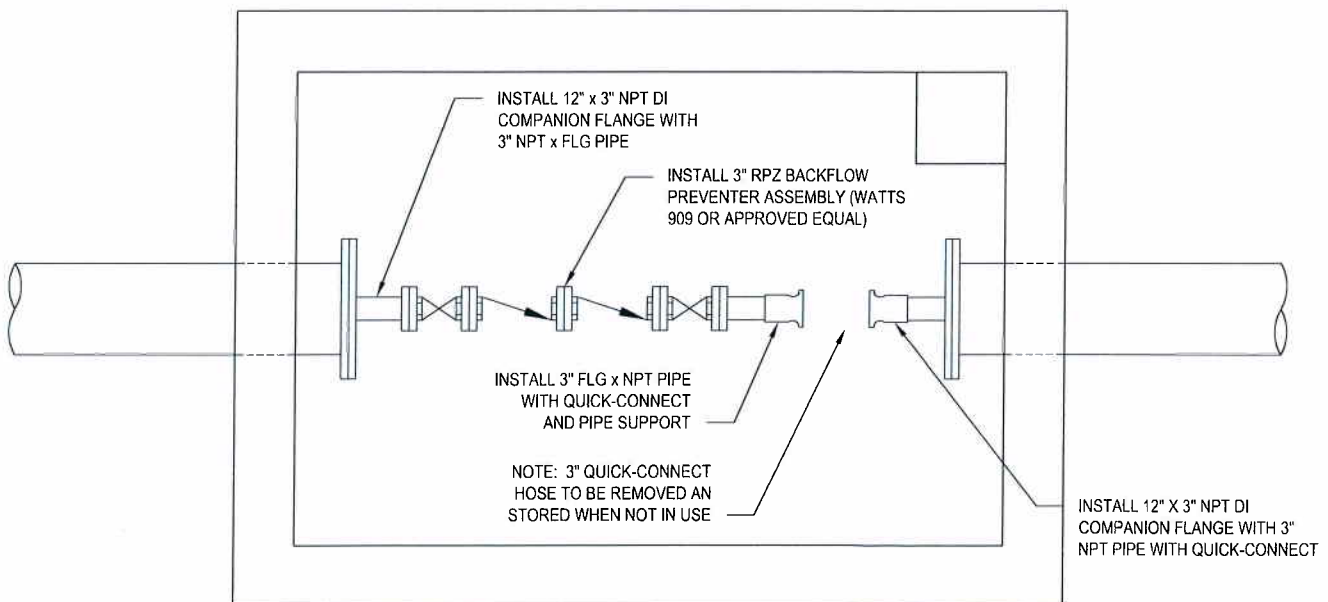 INSTALL 12" x 3" NPT DI
COMPANION FLANGE WITH
3" NPT x FLG PIPE
INSTALL 3" RPZ BACKFLOW
PREVENTER ASSEMBLY (WATTS
909 OR APPROVED EQUAL)
INSTALL 3" FLG x NPT PIPE
WITH QUICK-CONNECT
AND PIPE SUPPORT
NOTE: 3" QUICK-CONNECT
HOSE TO BE REMOVED AN
STORED WHEN NOT IN USE
INSTALL 12" X 3" NPT DI
COMPANION FLANGE WITH 3"
NPT PIPE WITH QUICK-CONNECT